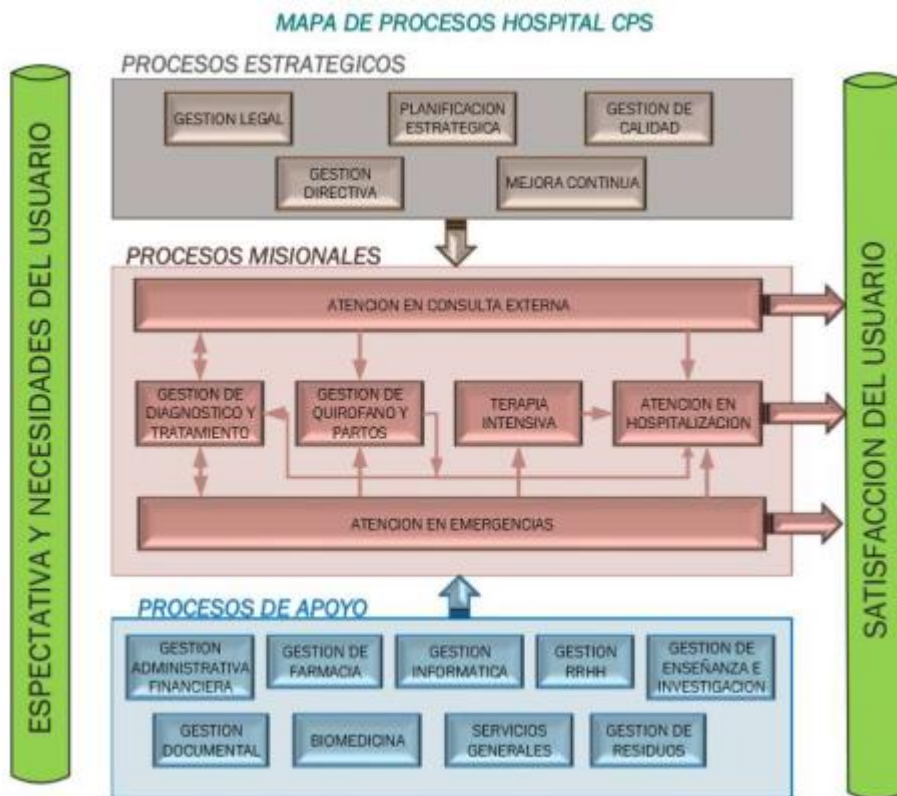 MAPA DE PROCESOS HOSPITAL CPS
ESPECTATIVA Y NECESIDADES DEL USUARIO
PROCESOS ESTRATEGICOS
GESTION LEGAL
PLANIFICACION
ESTRATEGICA
GESTION DE
CALIDAD
GESTION
DIRECTIVA
MEJORA CONTINUA
PROCESOS MISIONALES
ATENCION EN CONSULTA EXTERNA
GESTION DE
DIAGNOSTICO Y
TRATAMIENTO
GESTION DE
QUIROFANO Y
PARTOS
TERAPIA
INTENSIVA
ATENCION EN
HOSPITALIZACION
ATENCION EN EMERGENCIAS
PROCESOS DE APOYO
GESTION
ADMINISTRATIVA
FINANCIERA
GESTION DE
FARMACIA
GESTION
INFORMATICA
GESTION
RRHH
GESTION DE
ENSEÑANZA E
INVESTIGACION
GESTION
DOCUMENTAL
BIOMEDICINA
SERVICIOS
GENERALES
GESTION DE
RESIDUOS
SATISFACCION DEL USUARIO